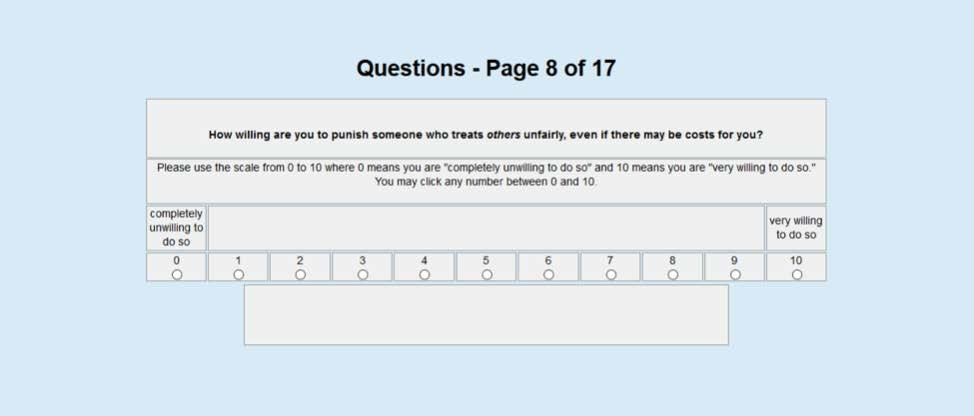 Questions - Page 8 of 17
How willing are you to punish someone who treats others unfairly, even if there may be costs for you?
Please use the scale from 0 to 10 where 0 means you are "completely unwilling to do so" and 10 means you are "very willing to do so."
You may click any number between 0 and 10.
completely
unwilling to
do so
very willing
to do so
0 1 2 3 4 5 6 7 8 9 10